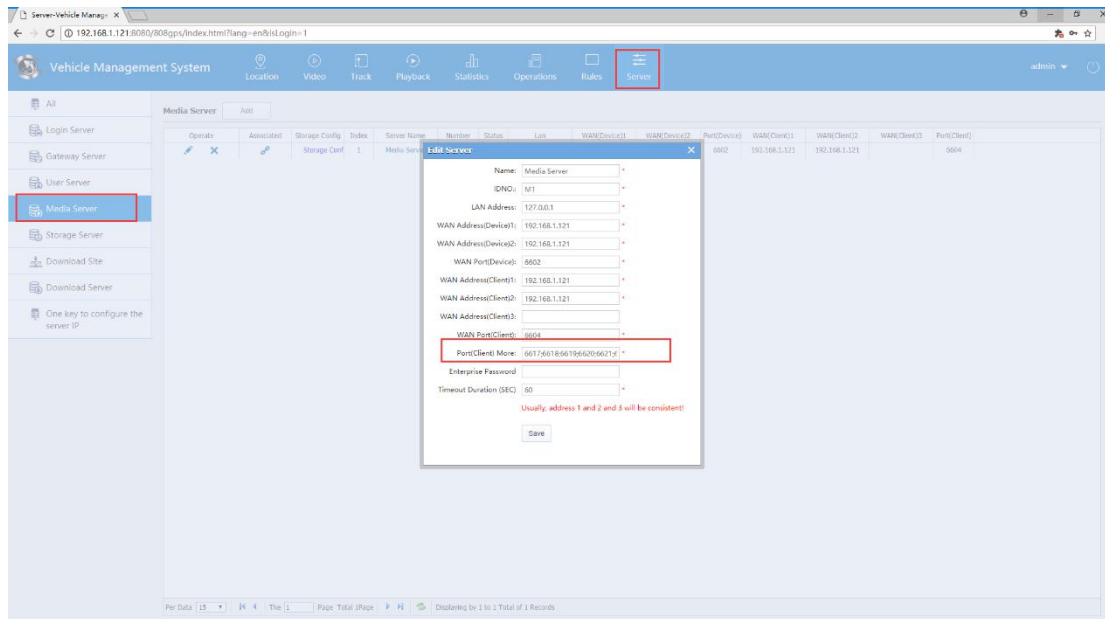 Server-Vehicle Manag
192.168.1.121:8080/808gps/index.html?lang=en&isLogin=1
Vehicle Management System
Location
Video
Track
Playback
Statistics
Operations
Rules
Server
admin
All
Login Server
Gateway Server
User Server
Media Server
Storage Server
Download Site
Download Server
One key to configure the
server IP
Media Server Add
Operate Associated Storage Config Index Server Name Number Status Lan WAN(Device)1 WAN(Device)2 Port(Device) WAN(Client)1 WAN(Client)2 WAN(Client)3 Port(Client)
Storage Conf 1 Media Serv 6602 192.168.1.121 192.168.1.121 6604
Edit Server
Name: Media Server *
IDNO.: M1 *
LAN Address: 127.0.0.1 *
WAN Address(Device)1: 192.168.1.121 *
WAN Address(Device)2: 192.168.1.121 *
WAN Port(Device): 6602 *
WAN Address(Client)1: 192.168.1.121 *
WAN Address(Client)2: 192.168.1.121 *
WAN Address(Client)3:
WAN Port(Client): 6604 *
Port(Client) More: 6617;6618;6619;6620;6621;6 *
Enterprise Password
Timeout Duration (SEC) 60 *
Usually, address 1 and 2 and 3 will be consistent!
Save
Per Data 15 The 1 Page Total 1Page Displaying by 1 to 1 Total of 1 Records